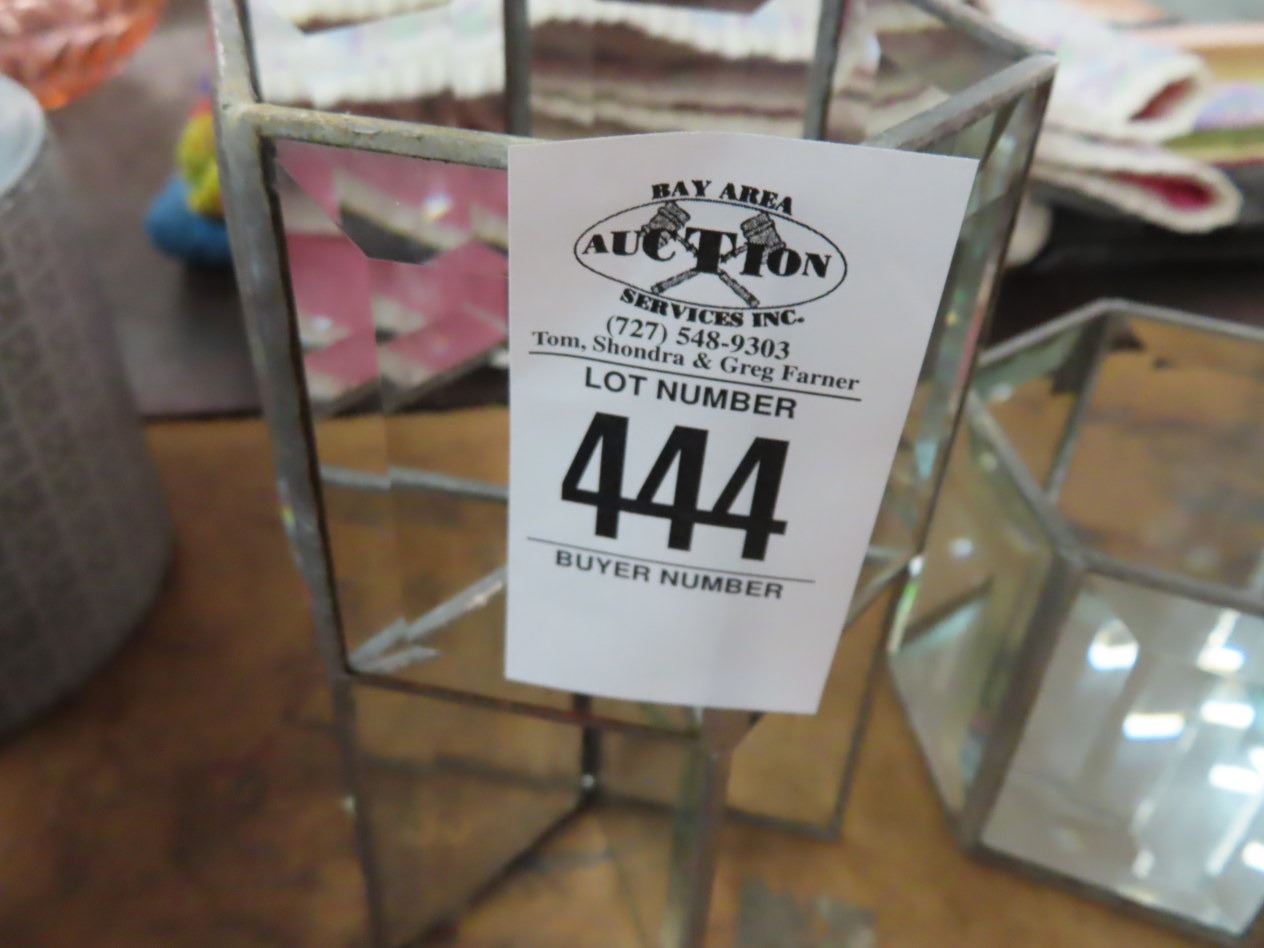 BAY AREA
AUCTION
SERVICES INC.
(727) 548-9303
Tom, Shondra & Greg Farner
LOT NUMBER
444
BUYER NUMBER